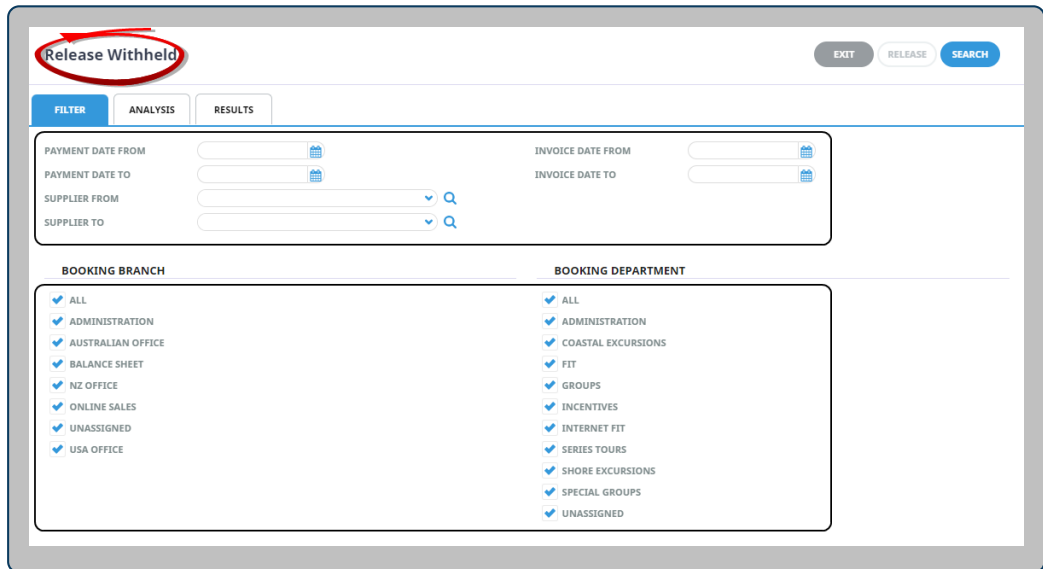 Release Withheld
EXIT RELEASE SEARCH
FILTER ANALYSIS RESULTS
PAYMENT DATE FROM INVOICE DATE FROM
PAYMENT DATE TO INVOICE DATE TO
SUPPLIER FROM
SUPPLIER TO
BOOKING BRANCH BOOKING DEPARTMENT
ALL ALL
ADMINISTRATION ADMINISTRATION
AUSTRALIAN OFFICE COASTAL EXCURSIONS
BALANCE SHEET FIT
NZ OFFICE GROUPS
ONLINE SALES INCENTIVES
UNASSIGNED INTERNET FIT
USA OFFICE SERIES TOURS
SHORE EXCURSIONS
SPECIAL GROUPS
UNASSIGNED